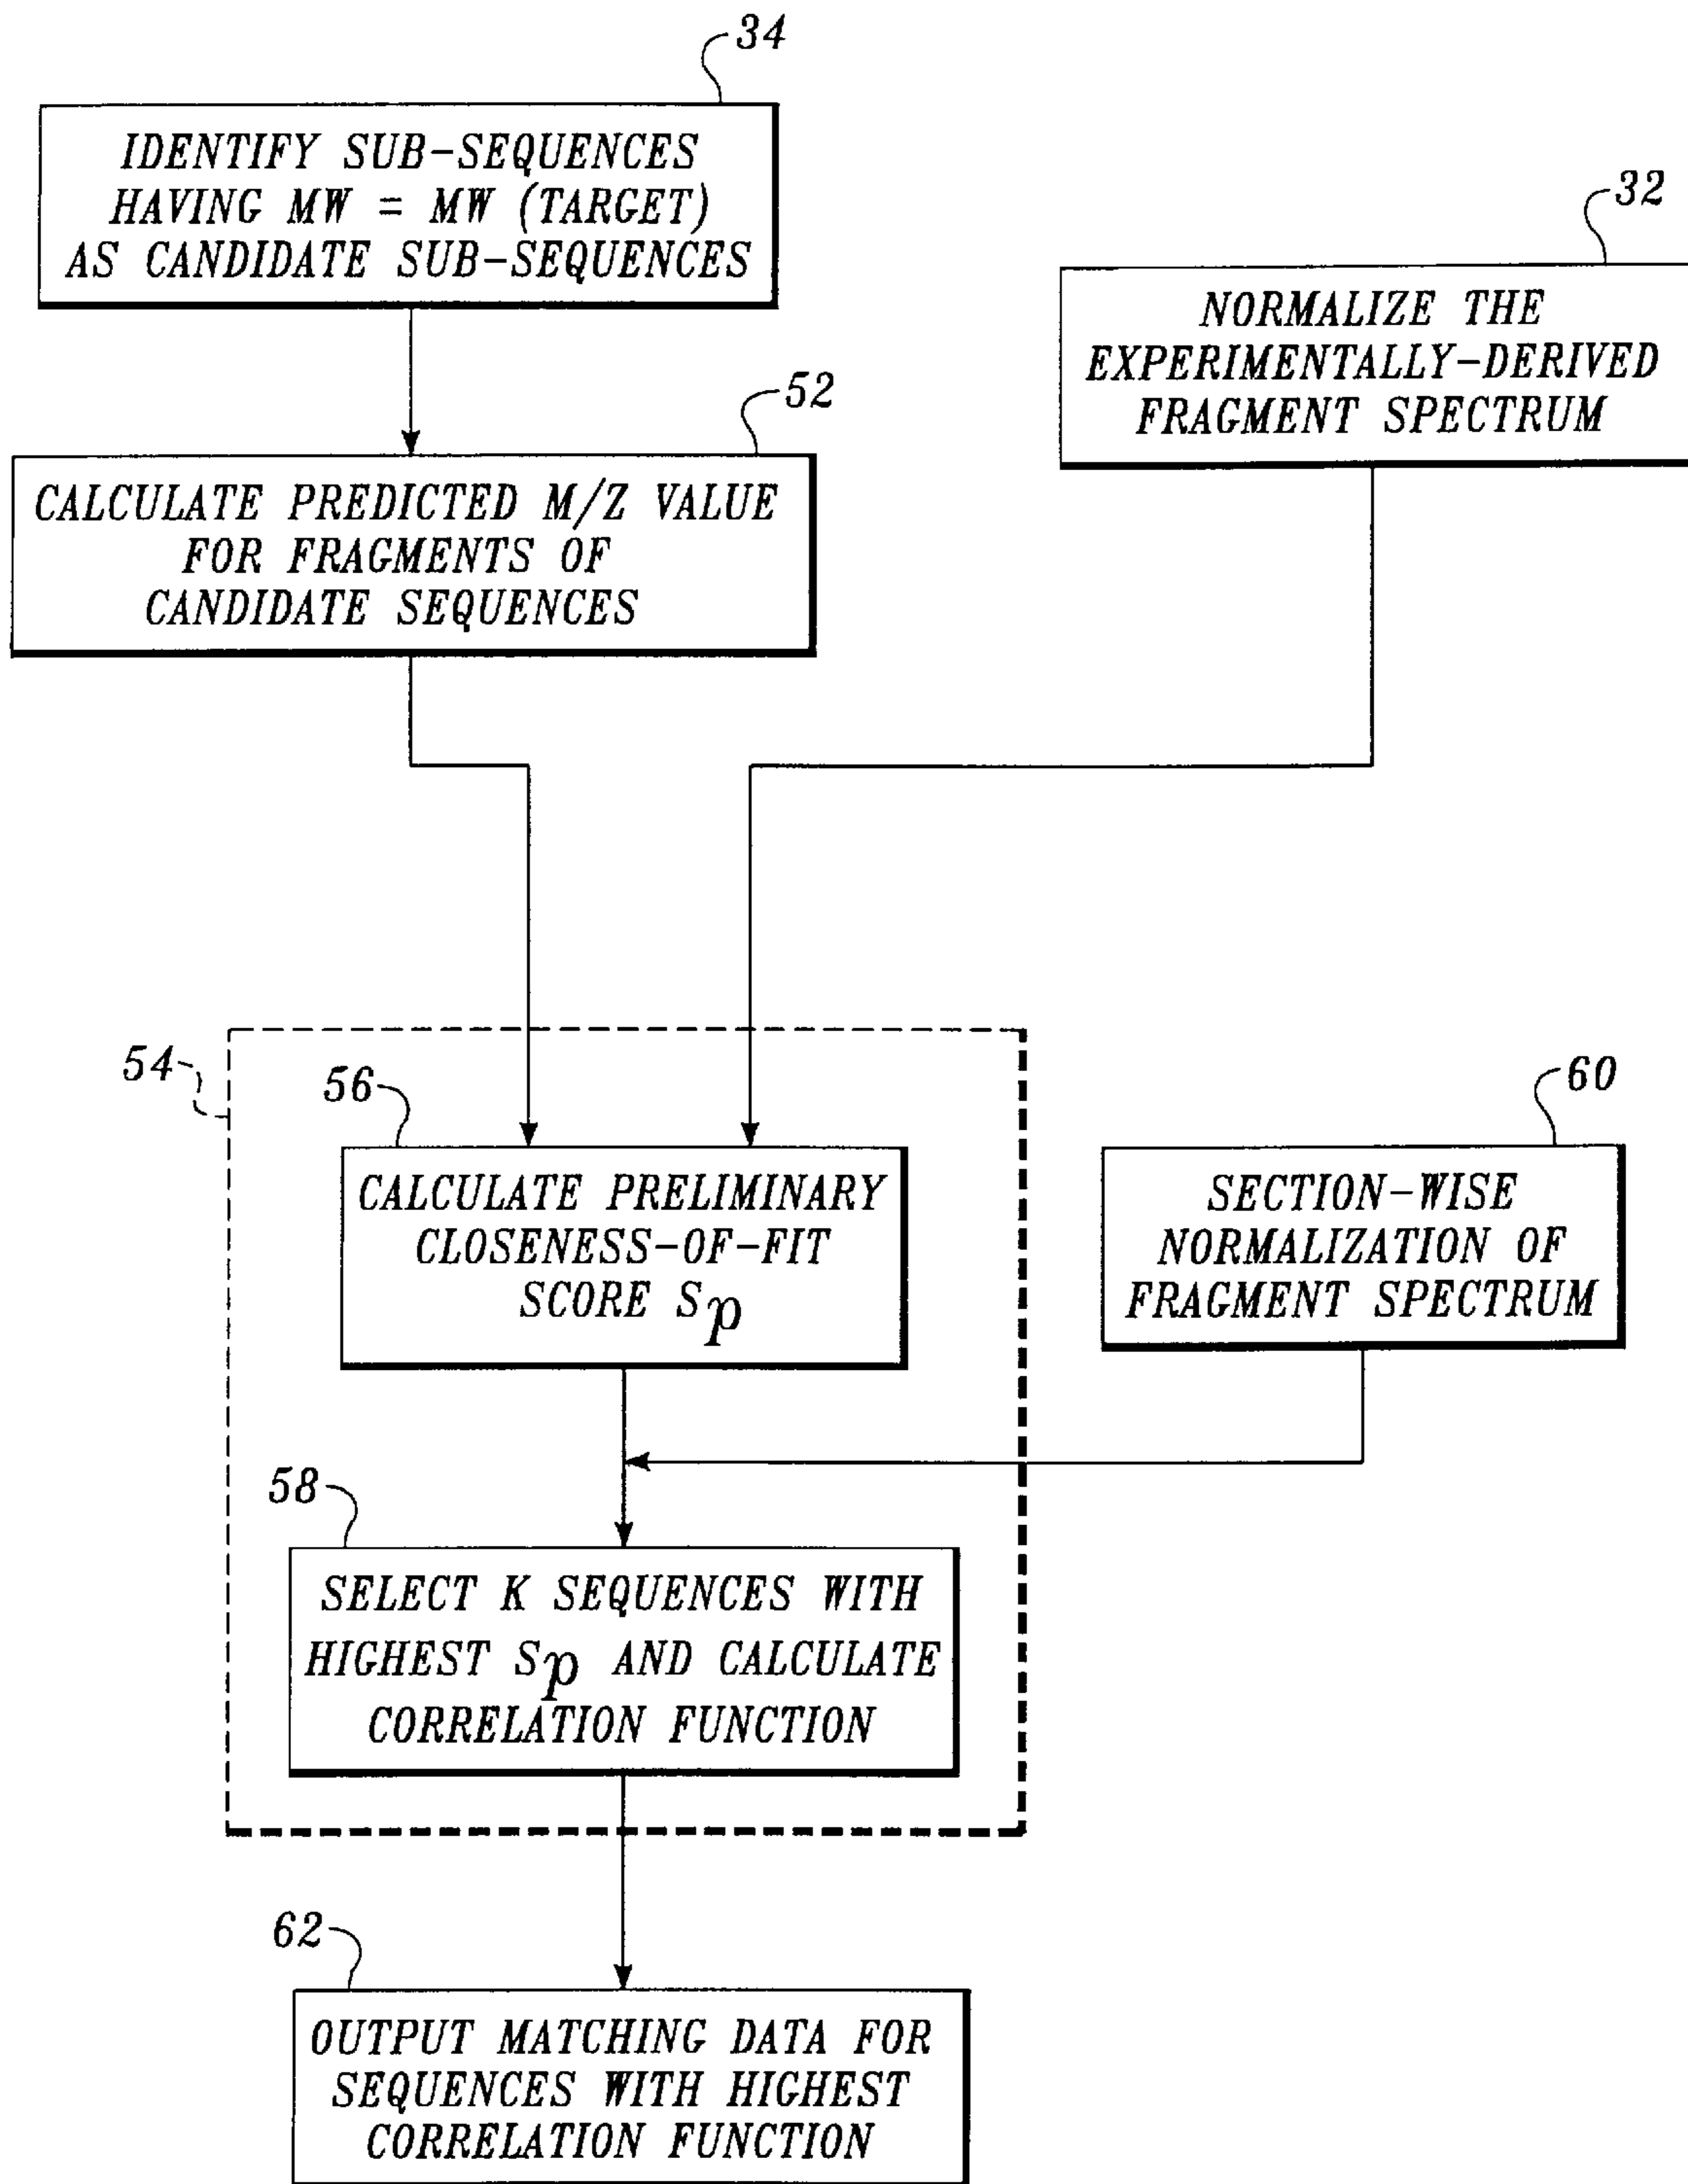 34
IDENTIFY SUB-SEQUENCES
HAVING MW = MW (TARGET)
AS CANDIDATE SUB-SEQUENCES
32
NORMALIZE THE
EXPERIMENTALLY-DERIVED
FRAGMENT SPECTRUM
52
CALCULATE PREDICTED M/Z VALUE
FOR FRAGMENTS OF
CANDIDATE SEQUENCES
54
56
CALCULATE PRELIMINARY
CLOSENESS-OF-FIT
SCORE Sp
60
SECTION-WISE
NORMALIZATION OF
FRAGMENT SPECTRUM
58
SELECT K SEQUENCES WITH
HIGHEST Sp AND CALCULATE
CORRELATION FUNCTION
62
OUTPUT MATCHING DATA FOR
SEQUENCES WITH HIGHEST
CORRELATION FUNCTION